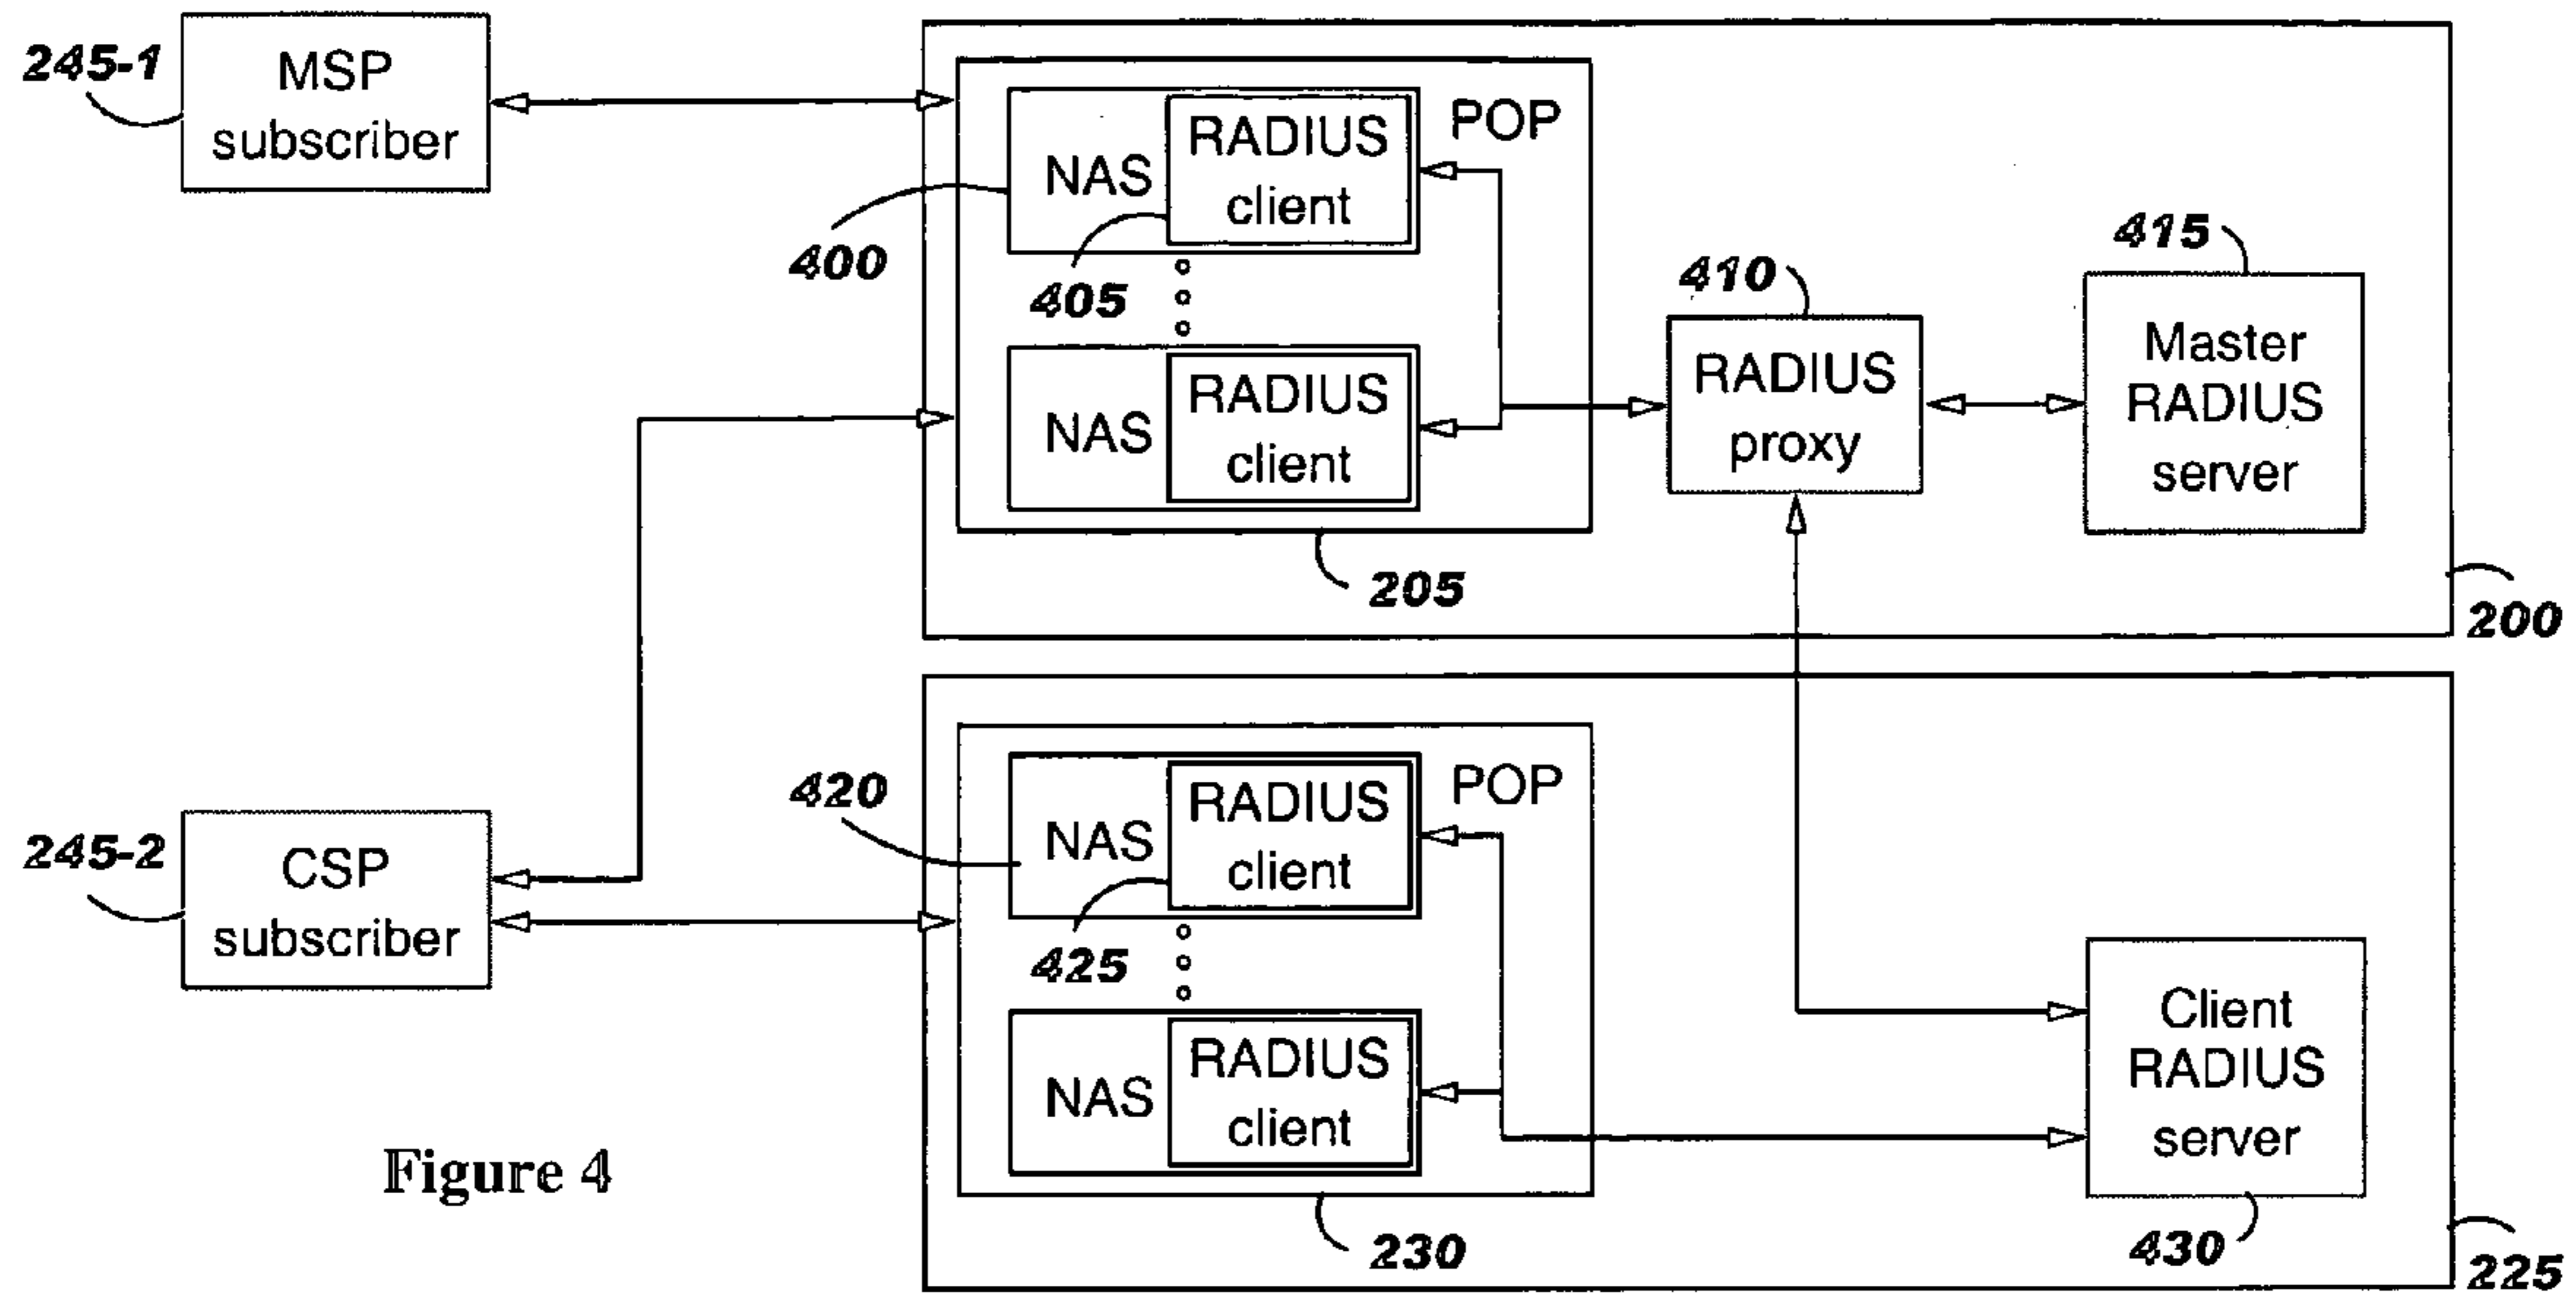 245-1
MSP
subscriber
400
NAS
RADIUS
client
405
POP
NAS
RADIUS
client
205
410
RADIUS
proxy
415
Master
RADIUS
server
200
245-2
CSP
subscriber
420
NAS
RADIUS
client
425
POP
NAS
RADIUS
client
230
Client
RADIUS
server
430
225
Figure 4